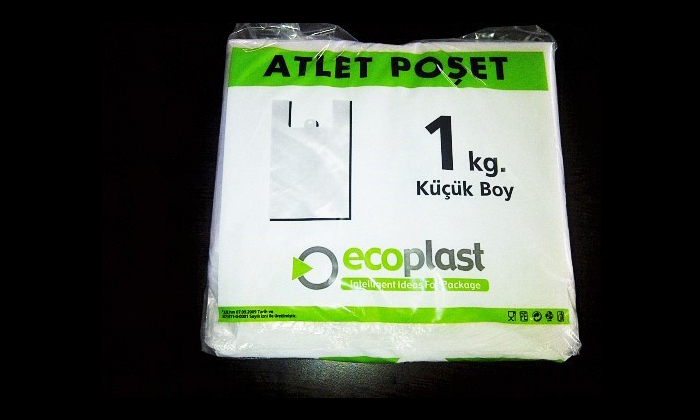 ATLET POŞET
1 kg.
Küçük Boy
ecoplast
Intelligent Ideas For Package